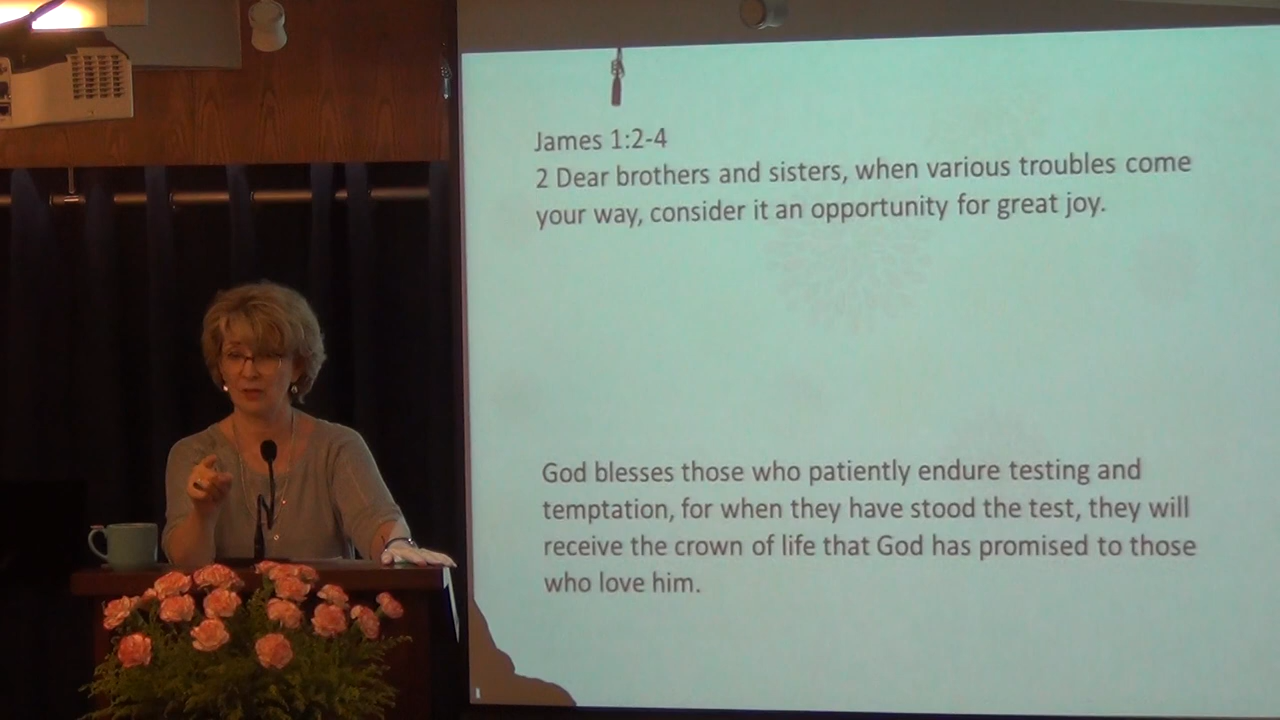 James 1:2-4
2 Dear brothers and sisters, when various troubles come
your way, consider it an opportunity for great joy.
God blesses those who patiently endure testing and
temptation, for when they have stood the test, they will
receive the crown of life that God has promised to those
who love him.